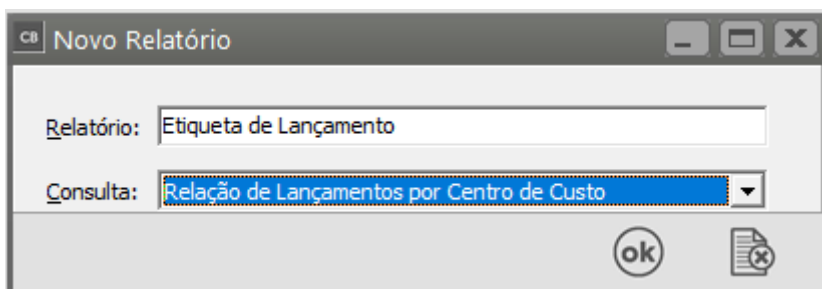 CB Novo Relatório
Relatório: Etiqueta de Lançamento
Consulta: Relação de Lançamentos por Centro de Custo
ok